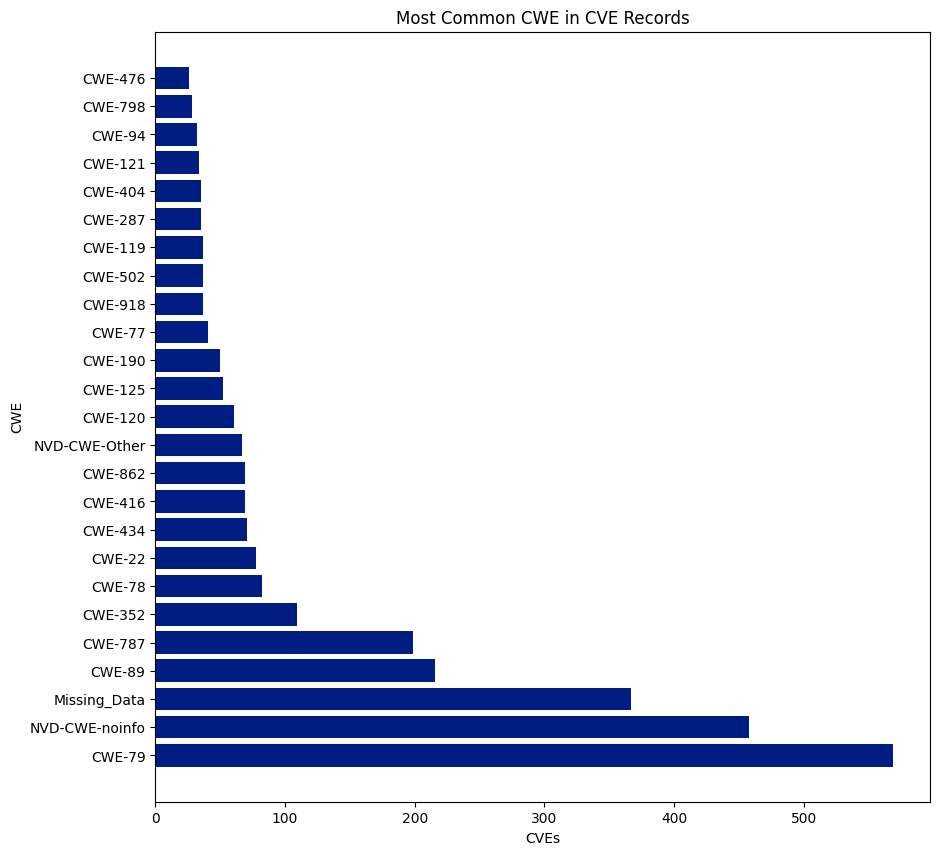 Most Common CWE in CVE Records
CWE
CWE-476
CWE-798
CWE-94
CWE-121
CWE-404
CWE-287
CWE-119
CWE-502
CWE-918
CWE-77
CWE-190
CWE-125
CWE-120
NVD-CWE-Other
CWE-862
CWE-416
CWE-434
CWE-22
CWE-78
CWE-352
CWE-787
CWE-89
Missing_Data
NVD-CWE-noinfo
CWE-79
0 100 200 300 400 500
CVEs